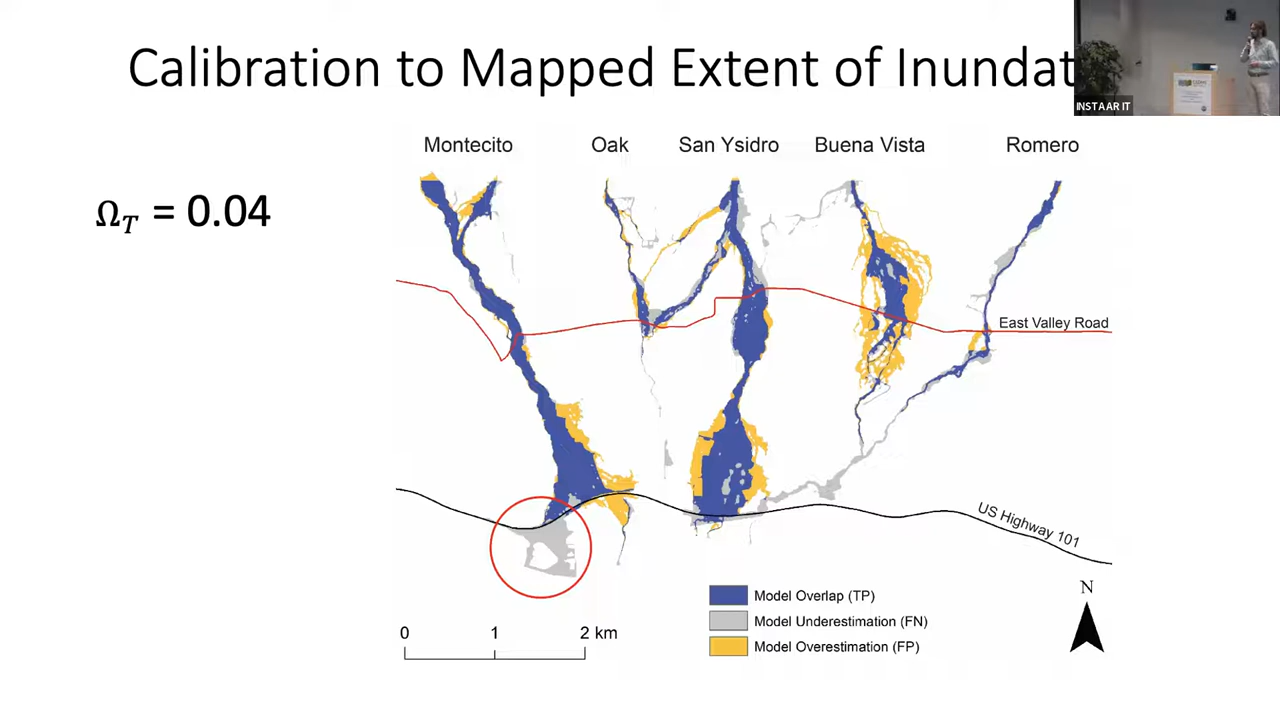 Calibration to Mapped Extent of Inundat
INSTAAR IT
Montecito
Oak
San Ysidro
Buena Vista
Romero
Ω_T = 0.04
East Valley Road
US Highway 101
Model Overlap (TP)
Model Underestimation (FN)
Model Overestimation (FP)
N
0 1 2 km